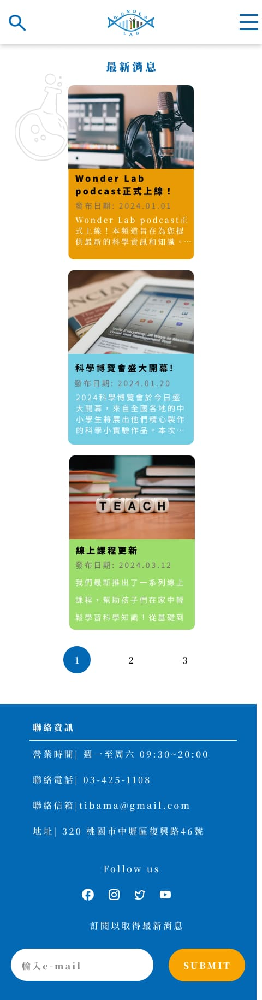 WONDER
LAB
最新消息
Wonder Lab
podcast正式上線！
發布日期: 2024.01.01
Wonder Lab podcast正
式上線！本頻道旨在為您提
供最新的科學資訊和知識。…
Trello Everything: 28 Ways to Maximize
Visual Task Management Tool
科學博覽會盛大開幕!
發布日期: 2024.01.20
2024科學博覽會於今日盛
大開幕，來自全國各地的中
小學生將展出他們精心製作
的科學小實驗作品。本次…
TEACH
線上課程更新
發布日期: 2024.03.12
我們最新推出了一系列線上
課程，幫助孩子們在家中輕
鬆學習科學知識！從基礎到
1 2 3
聯絡資訊
營業時間| 週一至周六 09:30~20:00
聯絡電話| 03-425-1108
聯絡信箱|tibama@gmail.com
地址| 320 桃園市中壢區復興路46號
Follow us
訂閱以取得最新消息
輸入e-mail
SUBMIT